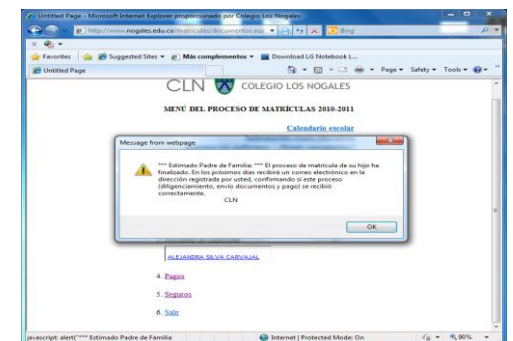 Untitled Page - Microsoft Internet Explorer proporcionado por Colegio Los Nogales
http://www.nogales.edu.co/matriculas/documentos.asp
Bing
Favorites Suggested Sites Más complementos Download LG Notebook L...
Untitled Page Page Safety Tools
CLN COLEGIO LOS NOGALES
MENÚ DEL PROCESO DE MATRÍCULAS 2010-2011
Calendario escolar
Message from webpage
*** Estimado Padre de Familia: *** El proceso de matrícula de su hijo ha
finalizado. En los próximos días recibirá un correo electrónico en la
dirección registrada por usted, confirmando si este proceso
(diligenciamiento, envío documentos y pago) se recibió
correctamente.
CLN
OK
ALEJANDRA SILVA CARVAJAL
4. Pagos
5. Seguros
6. Salir
javascript: alert('*** Estimado Padre de Familia Internet | Protected Mode: On 100%